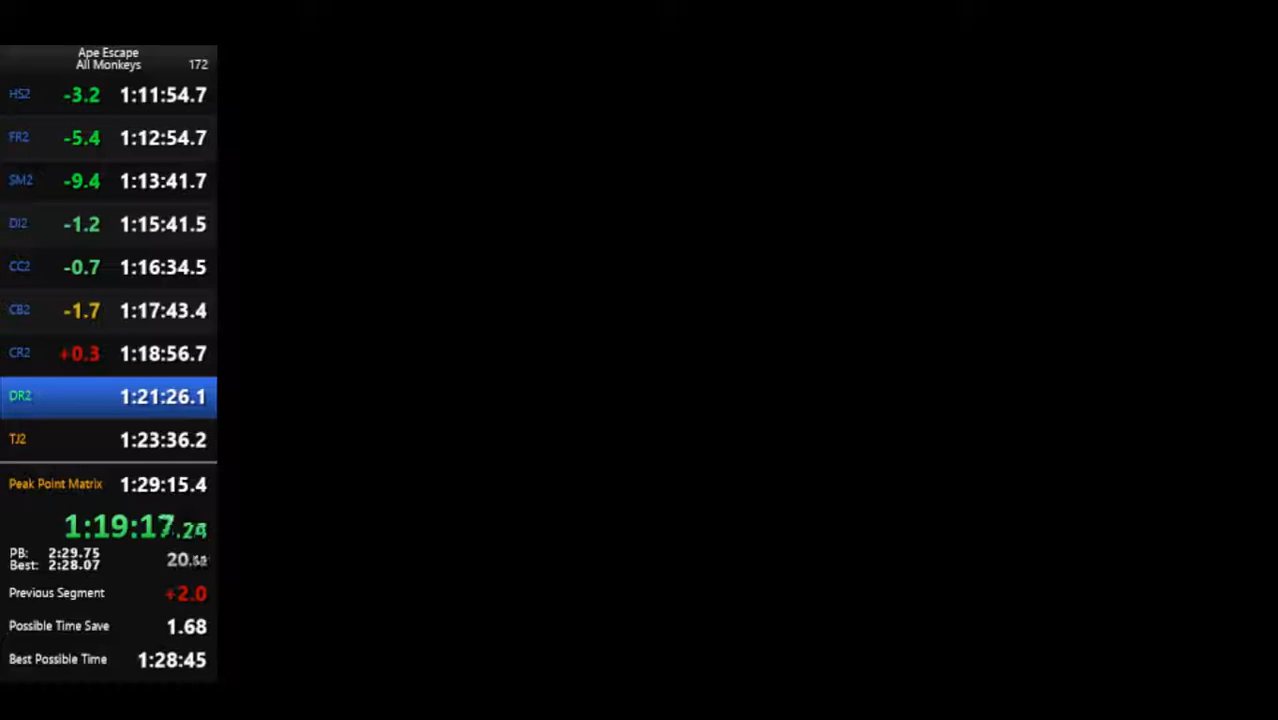 Ape Escape
All Monkeys 172
HS2 -3.2 1:11:54.7
FR2 -5.4 1:12:54.7
SM2 -9.4 1:13:41.7
DI2 -1.2 1:15:41.5
CC2 -0.7 1:16:34.5
CB2 -1.7 1:17:43.4
CR2 +0.3 1:18:56.7
DR2 1:21:26.1
TJ2 1:23:36.2
Peak Point Matrix 1:29:15.4
1:19:17.24
PB: 2:29.75
Best: 2:28.07
Previous Segment +2.0
Possible Time Save 1.68
Best Possible Time 1:28:45